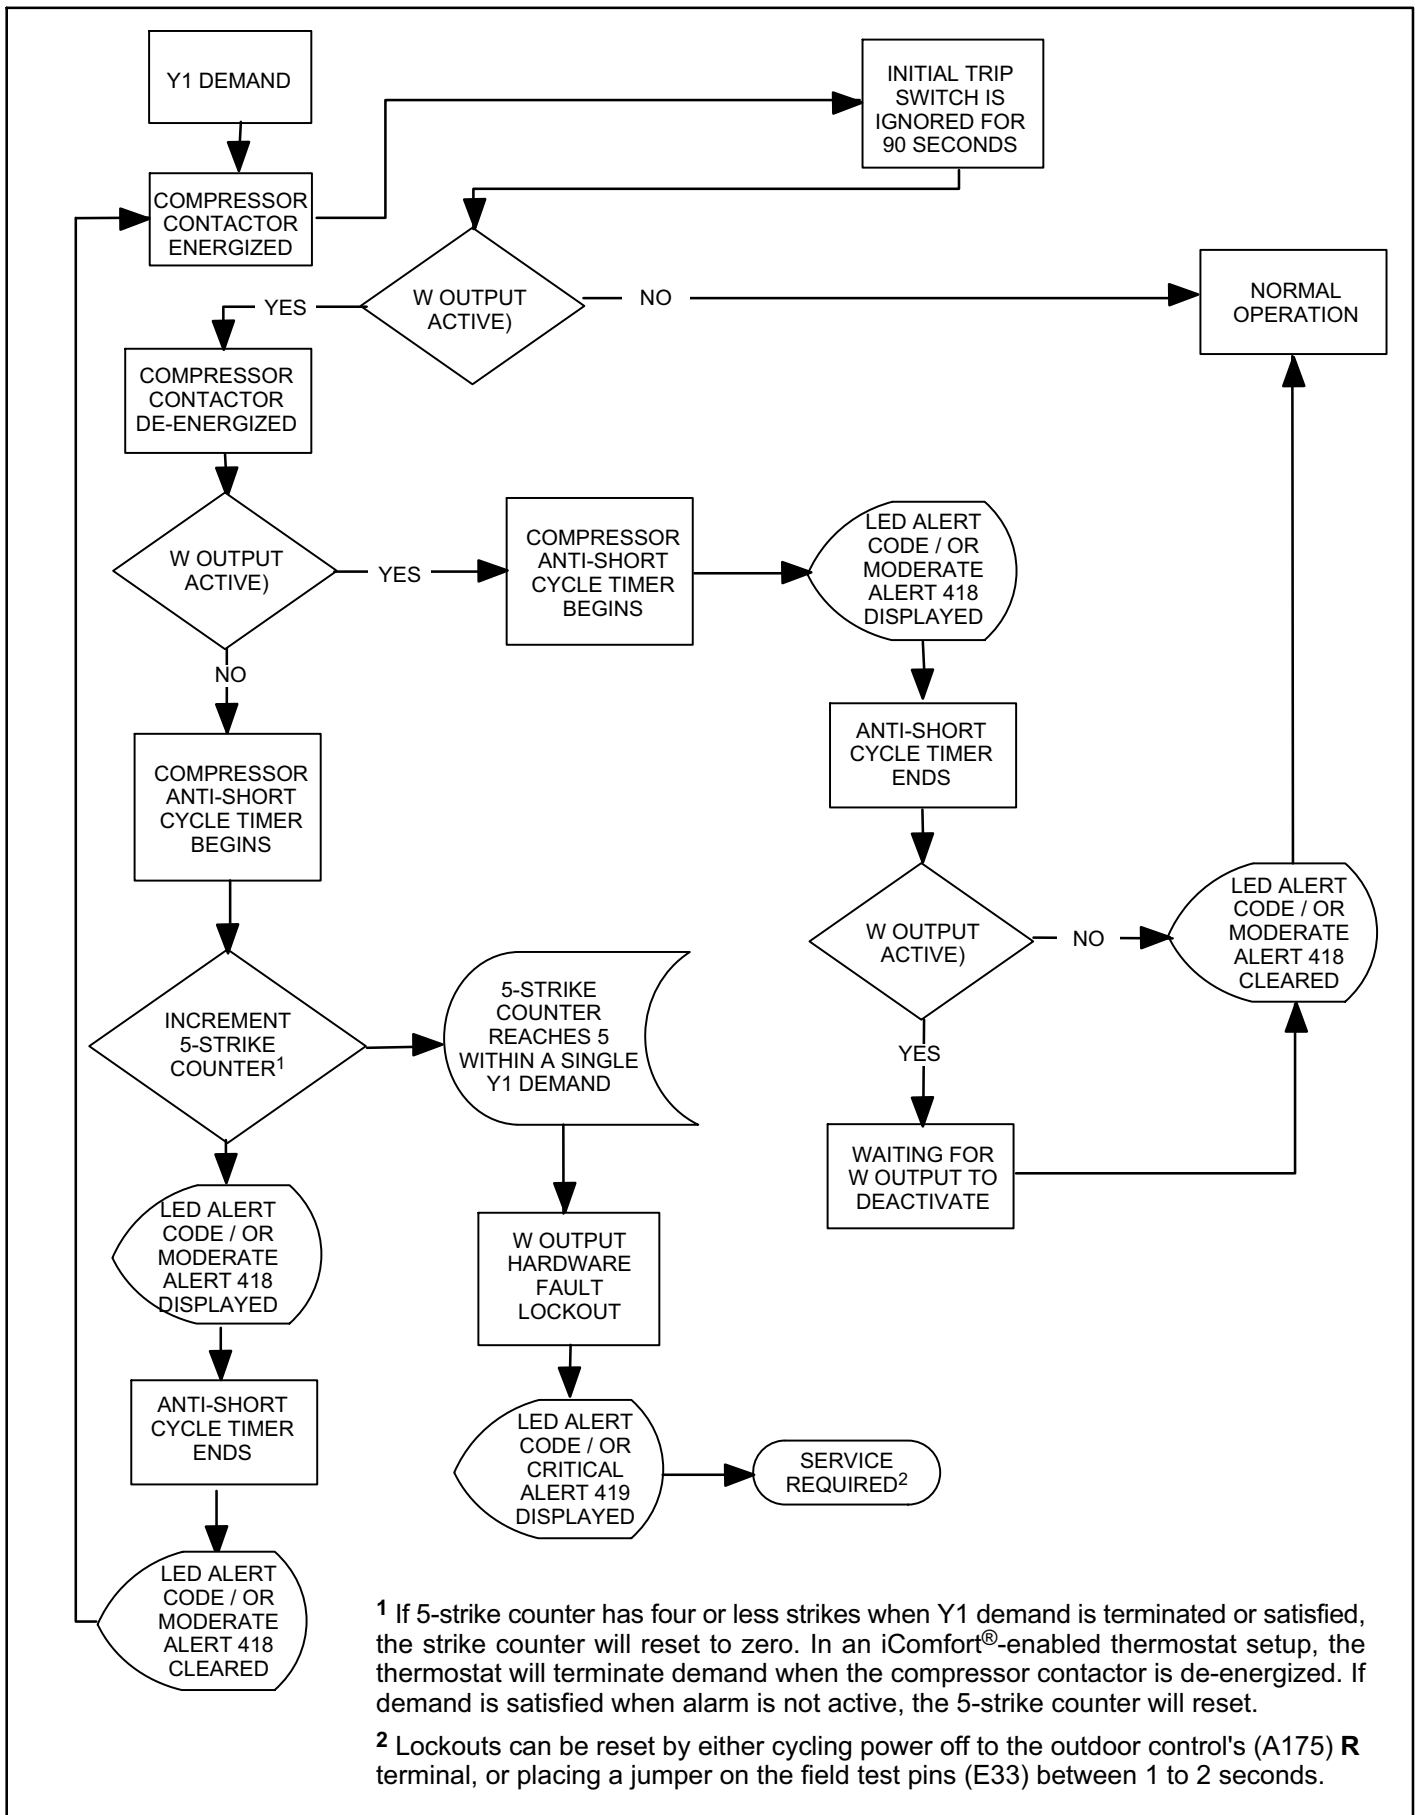 Y1 DEMAND
INITIAL TRIP
SWITCH IS
IGNORED FOR
90 SECONDS
COMPRESSOR
CONTACTOR
ENERGIZED
W OUTPUT
ACTIVE)
YES
NO
NORMAL
OPERATION
COMPRESSOR
CONTACTOR
DE-ENERGIZED
W OUTPUT
ACTIVE)
YES
COMPRESSOR
ANTI-SHORT
CYCLE TIMER
BEGINS
LED ALERT
CODE / OR
MODERATE
ALERT 418
DISPLAYED
NO
ANTI-SHORT
CYCLE TIMER
ENDS
COMPRESSOR
ANTI-SHORT
CYCLE TIMER
BEGINS
W OUTPUT
ACTIVE)
NO
LED ALERT
CODE / OR
MODERATE
ALERT 418
CLEARED
YES
WAITING FOR
W OUTPUT TO
DEACTIVATE
INCREMENT
5-STRIKE
COUNTER1
5-STRIKE
COUNTER
REACHES 5
WITHIN A SINGLE
Y1 DEMAND
LED ALERT
CODE / OR
MODERATE
ALERT 418
DISPLAYED
W OUTPUT
HARDWARE
FAULT
LOCKOUT
ANTI-SHORT
CYCLE TIMER
ENDS
LED ALERT
CODE / OR
CRITICAL
ALERT 419
DISPLAYED
SERVICE
REQUIRED2
LED ALERT
CODE / OR
MODERATE
ALERT 418
CLEARED
1 If 5-strike counter has four or less strikes when Y1 demand is terminated or satisfied,
the strike counter will reset to zero. In an iComfort®-enabled thermostat setup, the
thermostat will terminate demand when the compressor contactor is de-energized. If
demand is satisfied when alarm is not active, the 5-strike counter will reset.
2 Lockouts can be reset by either cycling power off to the outdoor control's (A175) R
terminal, or placing a jumper on the field test pins (E33) between 1 to 2 seconds.